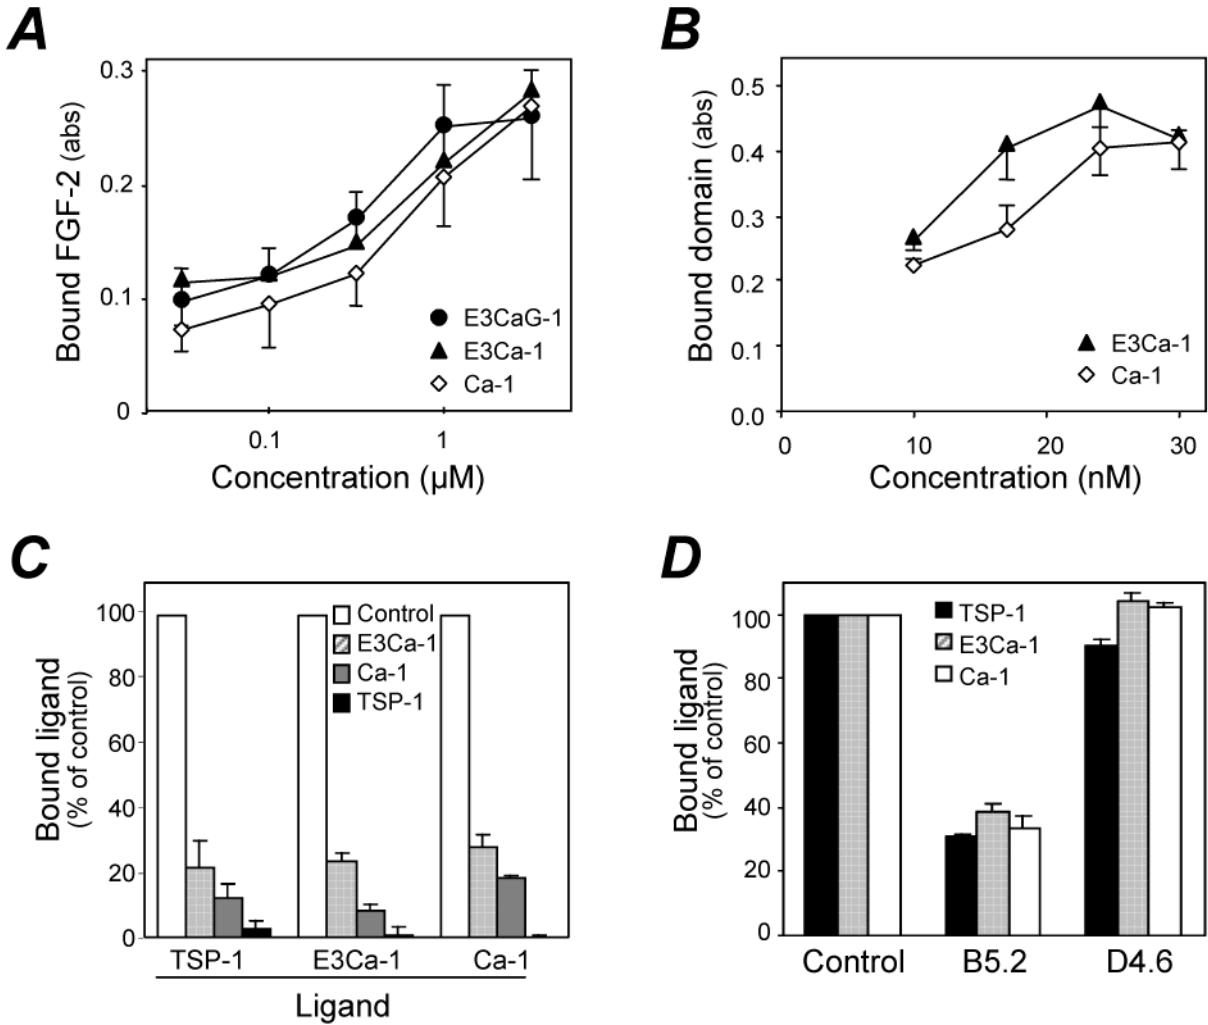 A
0.3
0.2
0.1
0
Bound FGF-2 (abs)
E3CaG-1
E3Ca-1
Ca-1
0.1
1
Concentration (µM)
B
0.5
0.4
0.3
0.2
0.1
0.0
Bound domain (abs)
E3Ca-1
Ca-1
0
10
20
30
Concentration (nM)
C
100
80
60
40
20
0
Bound ligand
(% of control)
Control
E3Ca-1
Ca-1
TSP-1
TSP-1
E3Ca-1
Ca-1
Ligand
D
100
80
60
40
20
0
Bound ligand
(% of control)
TSP-1
E3Ca-1
Ca-1
Control
B5.2
D4.6